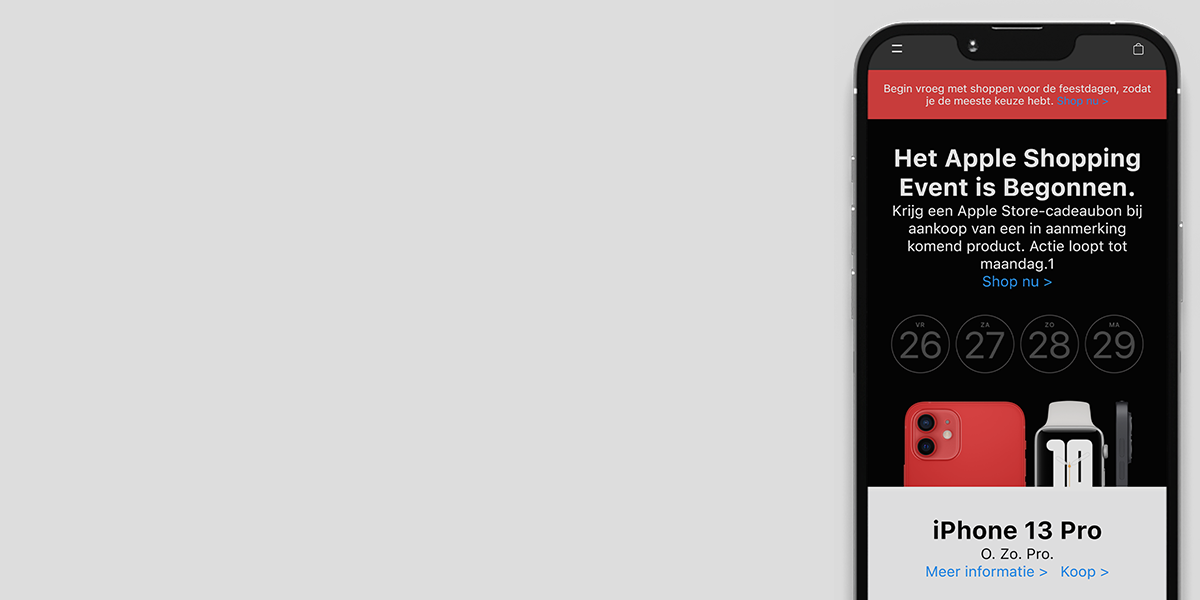 Begin vroeg met shoppen voor de feestdagen, zodat
je de meeste keuze hebt. Shop nu >
Het Apple Shopping
Event is Begonnen.
Krijg een Apple Store-cadeaubon bij
aankoop van een in aanmerking
komend product. Actie loopt tot
maandag.1
Shop nu >
VR ZA ZO MA
26 27 28 29
10
iPhone 13 Pro
O. Zo. Pro.
Meer informatie > Koop >